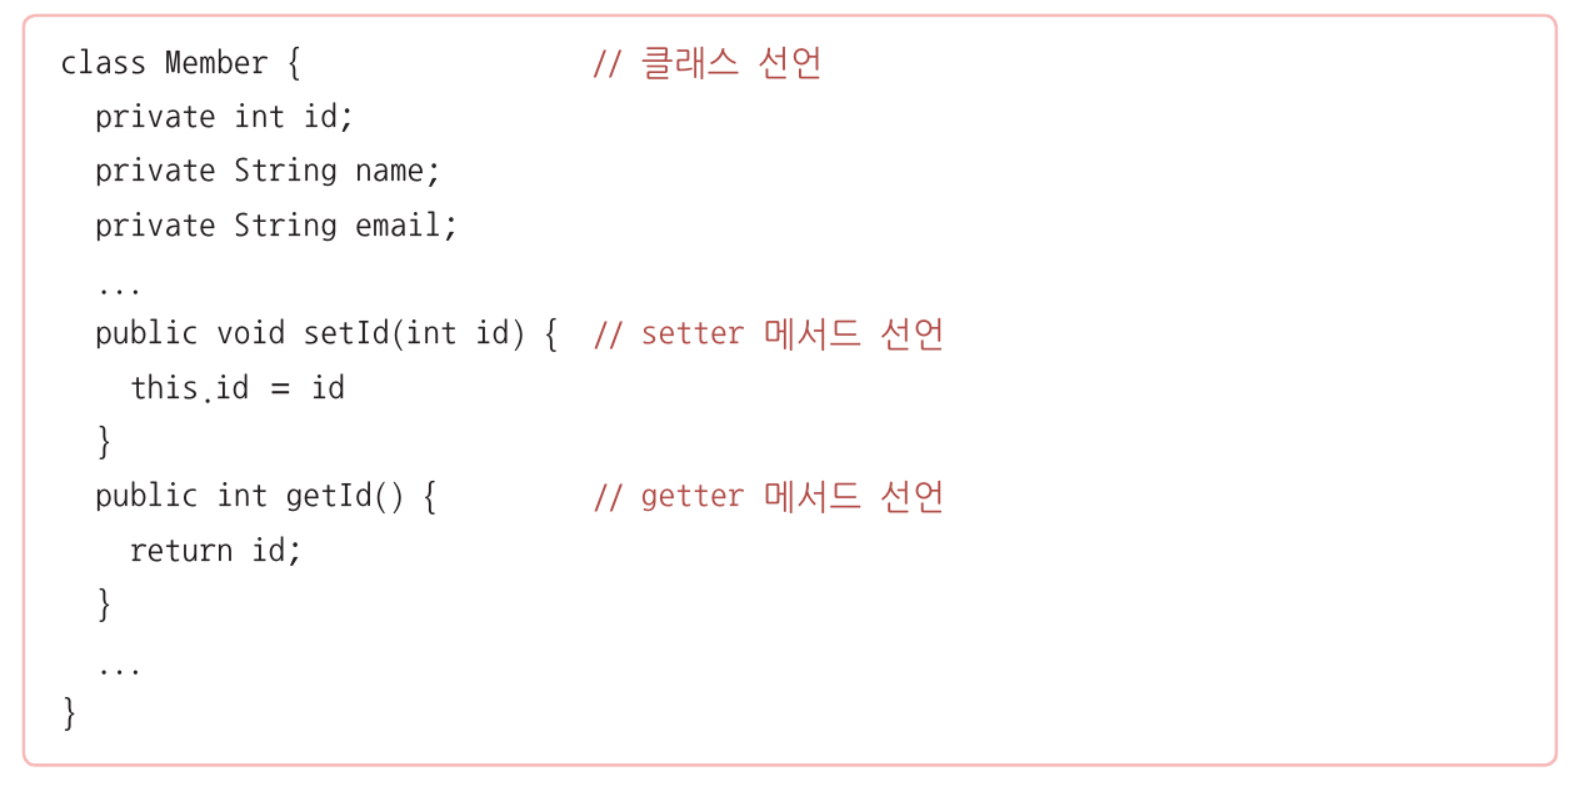 class Member { // 클래스 선언
private int id;
private String name;
private String email;
...
public void setId(int id) { // setter 메서드 선언
this.id = id
}
public int getId() { // getter 메서드 선언
return id;
}
...
}